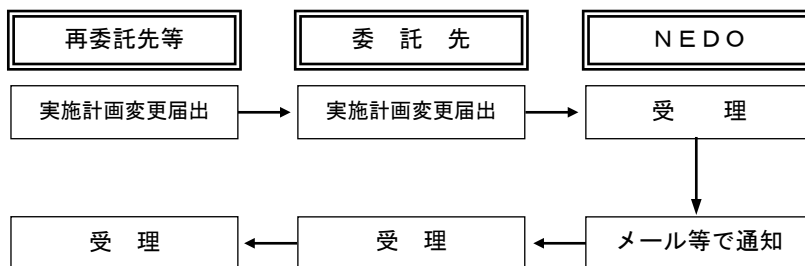 再委託先等 委 託 先 ＮＥＤＯ
実施計画変更届出 実施計画変更届出 受 理
受 理 受 理 メール等で通知